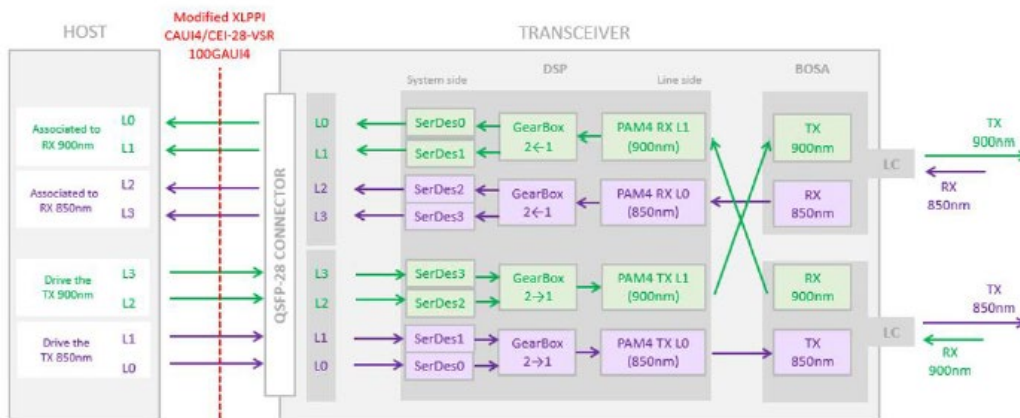 HOST
Modified XLPPI
CAUI4/CEI-28-VSR
100GAUI4
TRANSCEIVER
DSP
BOSA
System side
Line side
Associated to
RX 900nm
L0
L1
Associated to
RX 850nm
L2
L3
Drive the
TX 900nm
L3
L2
Drive the
TX 850nm
L1
L0
QSFP-28 CONNECTOR
L0
L1
L2
L3
L3
L2
L1
L0
SerDes0
SerDes1
SerDes2
SerDes3
SerDes3
SerDes2
SerDes1
SerDes0
GearBox
2←1
GearBox
2←1
GearBox
2→1
GearBox
2→1
PAM4 RX L1
(900nm)
PAM4 RX L0
(850nm)
PAM4 TX L1
(900nm)
PAM4 TX L0
(850nm)
TX
900nm
RX
850nm
RX
900nm
TX
850nm
LC
LC
TX
900nm
RX
850nm
TX
850nm
RX
900nm